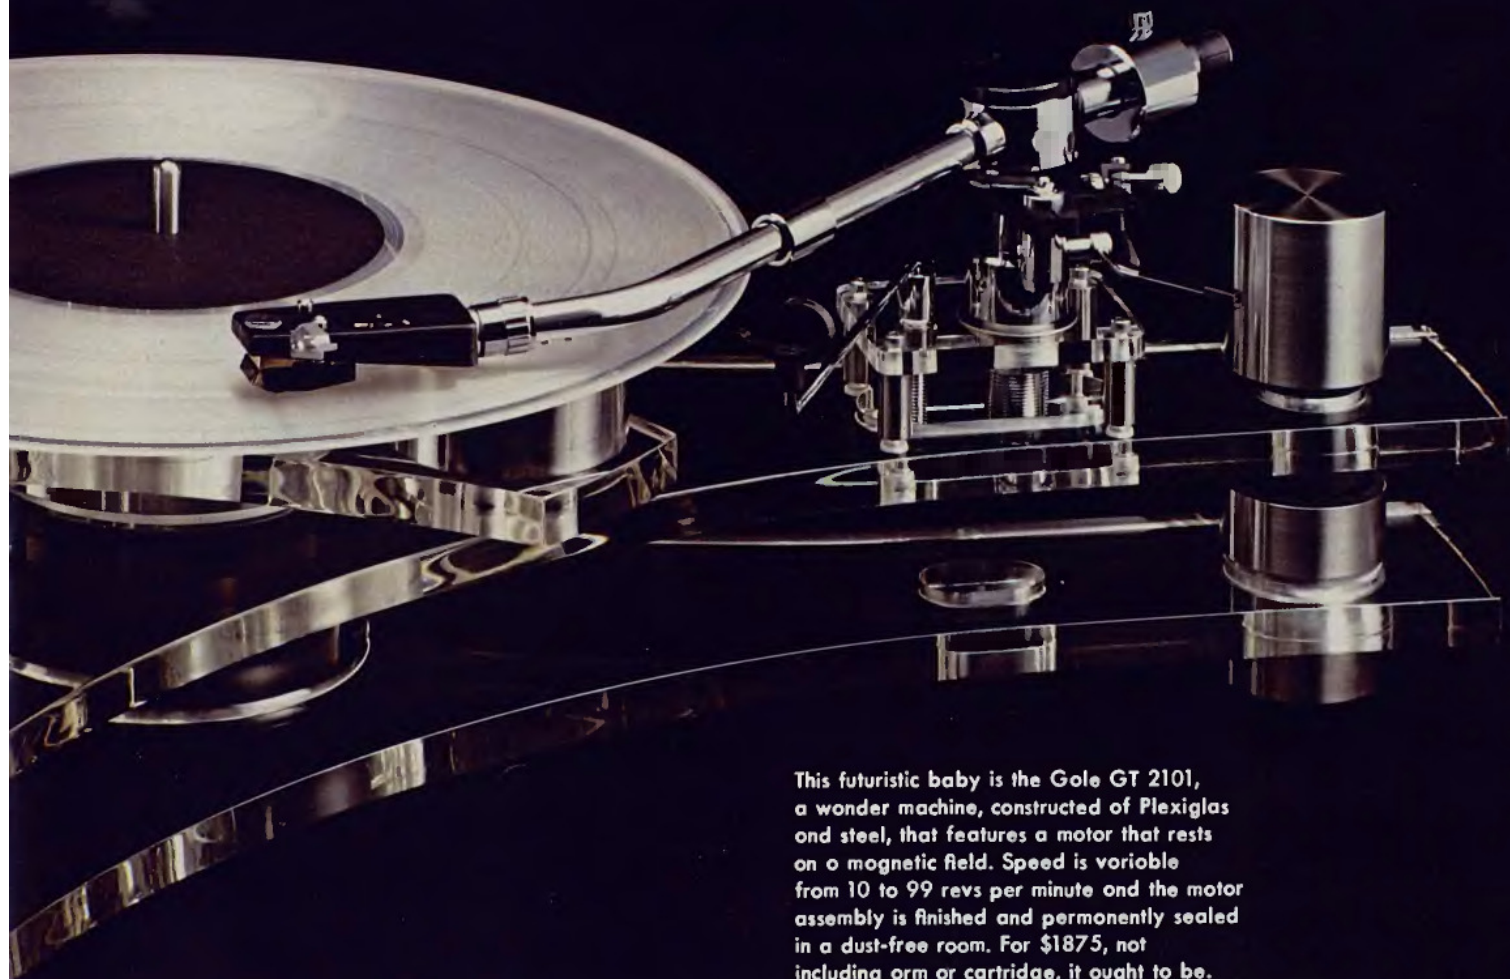 This futuristic baby is the Gale GT 2101,
a wonder machine, constructed of Plexiglas
and steel, that features a motor that rests
on a magnetic field. Speed is variable
from 10 to 99 revs per minute and the motor
assembly is finished and permanently sealed
in a dust-free room. For $1875, not
including arm or cartridge, it ought to be.